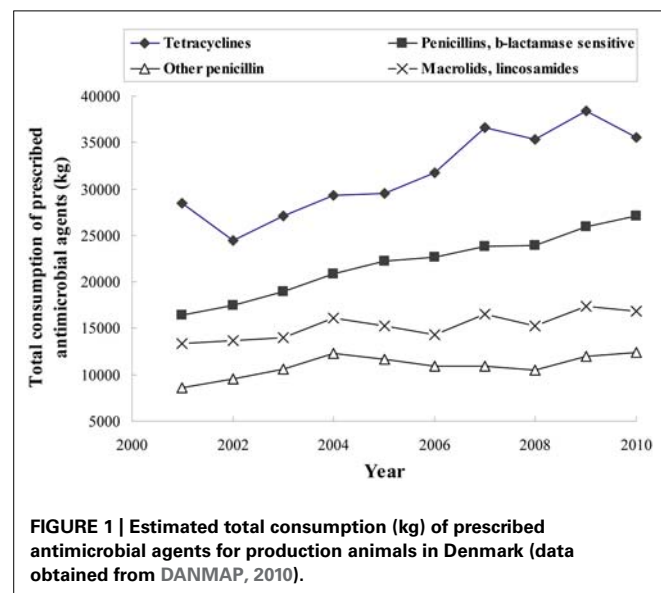 Tetracyclines Penicillins, b-lactamase sensitive
Other penicillin Macrolids, lincosamides
Total consumption of prescribed
antimicrobial agents (kg)
40000
35000
30000
25000
20000
15000
10000
5000
2000 2002 2004 2006 2008 2010
Year
FIGURE 1 | Estimated total consumption (kg) of prescribed
antimicrobial agents for production animals in Denmark (data
obtained from DANMAP, 2010).